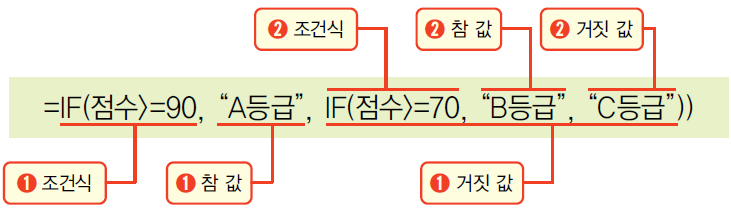 ❷ 조건식 ❷ 참 값 ❷ 거짓 값
=IF(점수>=90, “A등급”, IF(점수>=70, “B등급”, “C등급”))
❶ 조건식 ❶ 참 값 ❶ 거짓 값